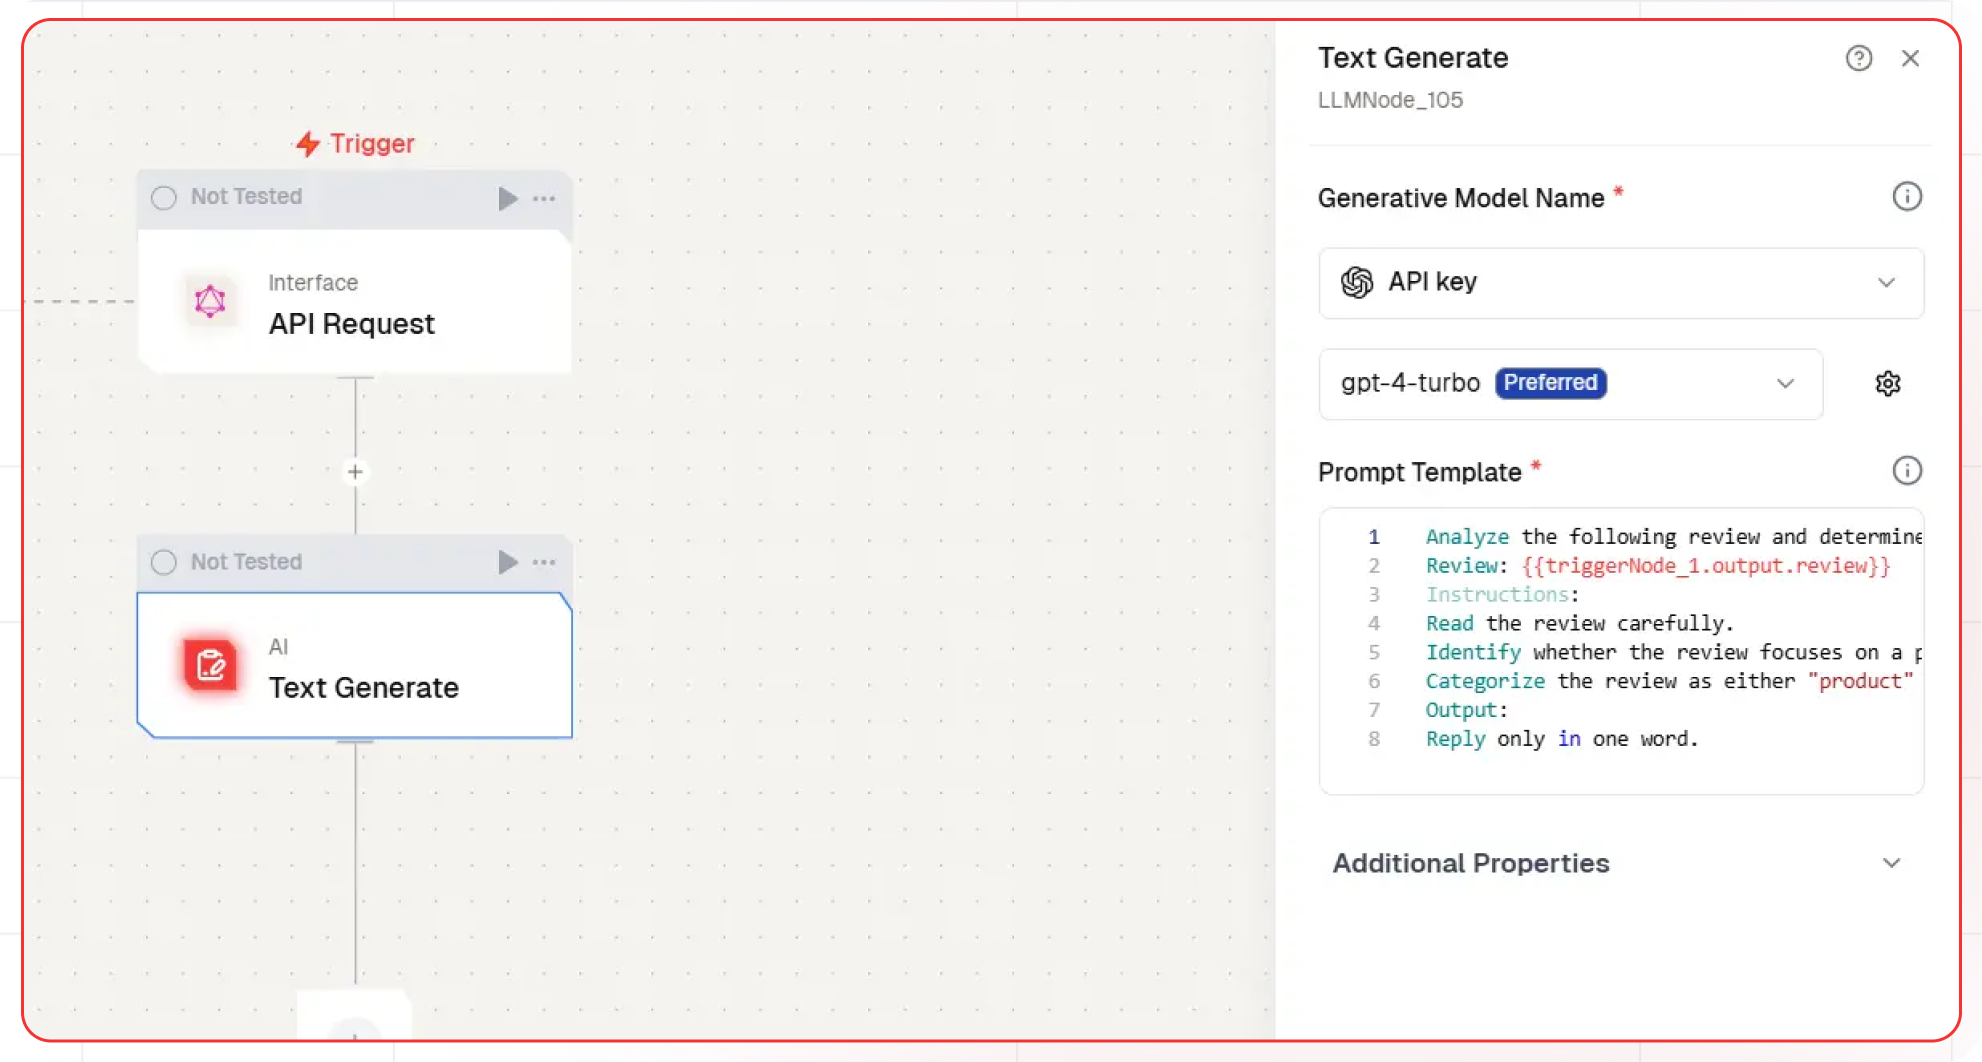 Trigger
Not Tested
Interface
API Request
Not Tested
AI
Text Generate
Text Generate
LLMNode_105
Generative Model Name *
API key
gpt-4-turbo Preferred
Prompt Template *
1 Analyze the following review and determine
2 Review: {{triggerNode_1.output.review}}
3 Instructions:
4 Read the review carefully.
5 Identify whether the review focuses on a p
6 Categorize the review as either "product"
7 Output:
8 Reply only in one word.
Additional Properties